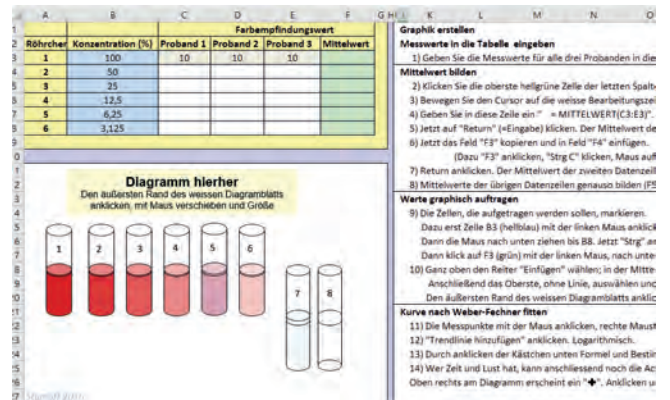 A B C D E F G H I K L M N O
1 Farbempfindungswert
2 Röhrchen Konzentration (%) Proband 1 Proband 2 Proband 3 Mittelwert
3 1 100 10 10 10
4 2 50
5 3 25
6 4 12,5
7 5 6,25
8 6 3,125
9
Diagramm hierher
Den äußersten Rand des weissen Diagrammblatts
anklicken, mit Maus verschieben und Größe
1 2 3 4 5 6
7 8
Graphik erstellen
Messwerte in die Tabelle eingeben
1) Geben Sie die Messwerte für alle drei Probanden in die
Mittelwert bilden
2) Klicken Sie die oberste hellgrüne Zelle der letzten Spalte
3) Bewegen Sie den Cursor auf die weisse Bearbeitungszei
4) Geben Sie in diese Zelle ein " = MITTELWERT(C3:E3)".
5) Jetzt auf "Return" (=Eingabe) klicken. Der Mittelwert de
6) Jetzt das Feld "F3" kopieren und in Feld "F4" einfügen.
(Dazu "F3" anklicken, "Strg C" klicken, Maus auf
7) Return anklicken. Der Mittelwert der zweiten Datenzeil
8) Mittelwerte der übrigen Datenzeilen genauso bilden (F5
Werte graphisch auftragen
9) Die Zellen, die aufgetragen werden sollen, markieren.
Dazu erst Zelle B3 (hellblau) mit der linken Maus anklick
Dann die Maus nach unten ziehen bis B8. Jetzt "Strg" an
Dann klick auf F3 (grün) mit der linken Maus, nach unte
10) Ganz oben den Reiter "Einfügen" wählen; in der Mitte
Anschließend das Oberste, ohne Linie, auswählen und
Den äußersten Rand des weissen Diagramblatts anklic
Kurve nach Weber-Fechner fitten
11) Die Messpunkte mit der Maus anklicken, rechte Maust
12) "Trendlinie hinzufügen" anklicken. Logarithmisch.
13) Durch anklicken der Kästchen unten Formel und Bestin
14) Wer Zeit und Lust hat, kann anschliessend noch die Ac
Oben rechts am Diagramm erscheint ein "✚". Anklicken u